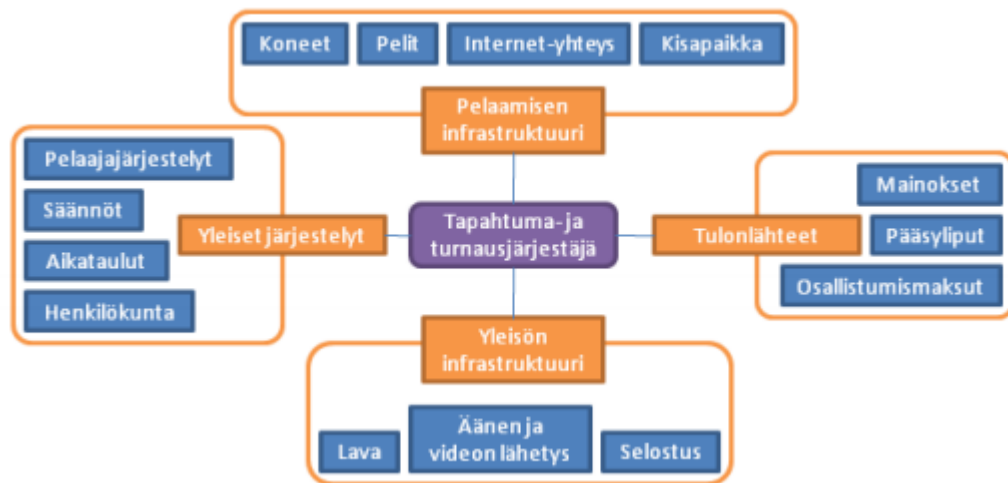 Koneet
Pelit
Internet-yhteys
Kisapaikka
Pelaamisen
infrastruktuuri
Pelaajajärjestelyt
Säännöt
Aikataulut
Henkilökunta
Yleiset järjestelyt
Tapahtuma- ja
turnausjärjestäjä
Tulonlähteet
Mainokset
Pääsyliput
Osallistumismaksut
Yleisön
infrastruktuuri
Lava
Äänen ja
videon lähetys
Selostus